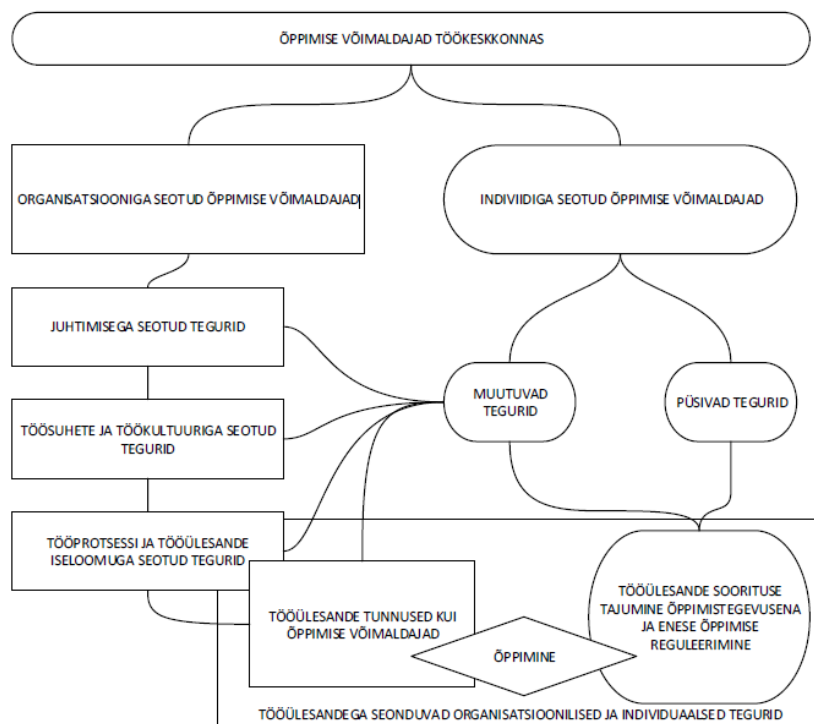 ÕPPIMISE VÕIMALDAJAD TÖÖKESKKONNAS
ORGANISATSIOONIGA SEOTUD ÕPPIMISE VÕIMALDAJAD
INDIVIIDIGA SEOTUD ÕPPIMISE VÕIMALDAJAD
JUHTIMISEGA SEOTUD TEGURID
MUUTUVAD
TEGURID
PÜSIVAD TEGURID
TÖÖSUHETE JA TÖÖKULTUURIGA SEOTUD
TEGURID
TÖÖPROTSESSI JA TÖÖÜLESANDE
ISELOOMUGA SEOTUD TEGURID
TÖÖÜLESANDE TUNNUSED KUI
ÕPPIMISE VÕIMALDAJAD
ÕPPIMINE
TÖÖÜLESANDE SOORITUSE
TAJUMINE ÕPPIMISTEGEVUSENA
JA ENESE ÕPPIMISE
REGULEERIMINE
TÖÖÜLESANDEGA SEONDUVAD ORGANISATSIOONILISED JA INDIVIDUAALSED TEGURID